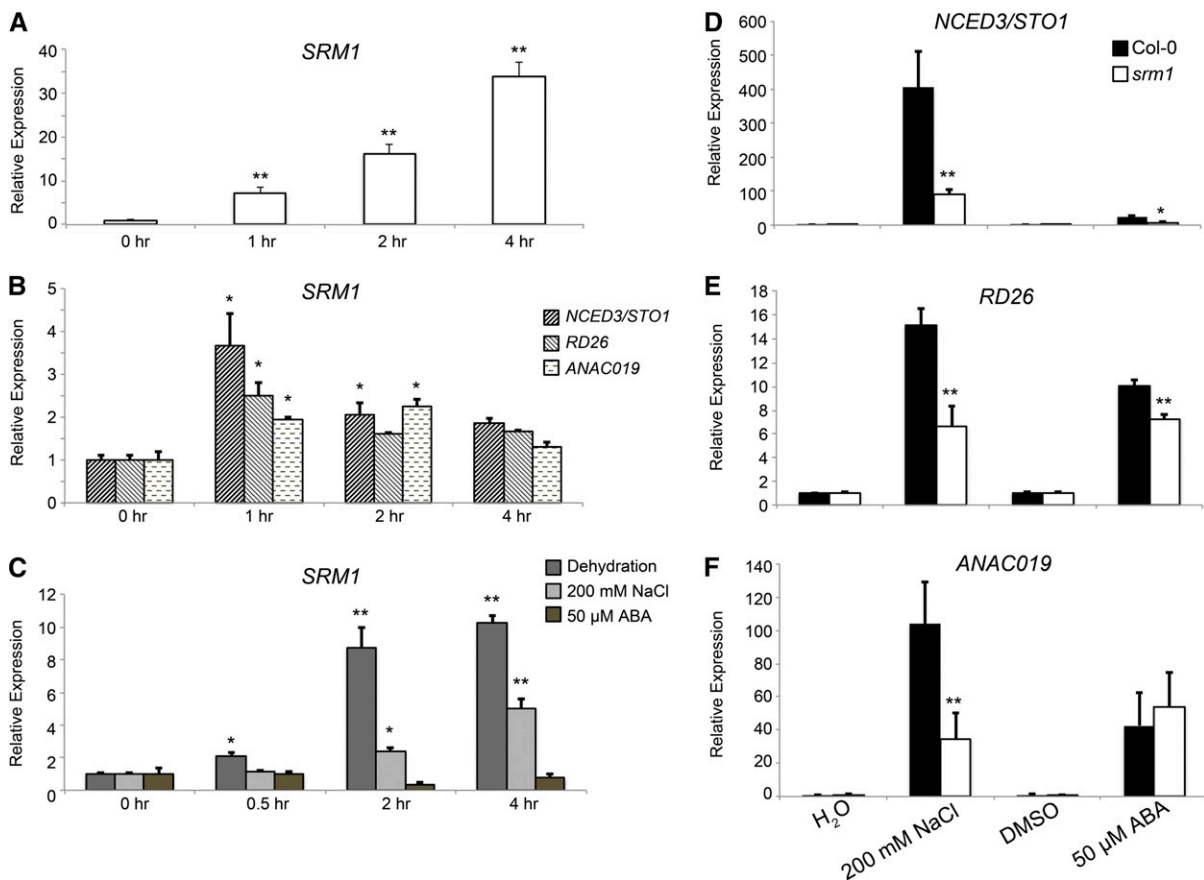 A
SRM1
Relative Expression
40
30
20
10
0
**
**
**
0 hr
1 hr
2 hr
4 hr
B
SRM1
Relative Expression
5
4
3
2
1
0
*
*
*
*
*
NCED3/STO1
RD26
ANAC019
0 hr
1 hr
2 hr
4 hr
C
SRM1
Relative Expression
12
10
8
6
4
2
0
*
**
*
**
**
Dehydration
200 mM NaCl
50 µM ABA
0 hr
0.5 hr
2 hr
4 hr
D
NCED3/STO1
Relative Expression
600
500
400
300
200
100
0
**
*
Col-0
srm1
E
RD26
Relative Expression
18
16
14
12
10
8
6
4
2
0
**
**
F
ANAC019
Relative Expression
140
120
100
80
60
40
20
0
**
H₂O
200 mM NaCl
DMSO
50 µM ABA